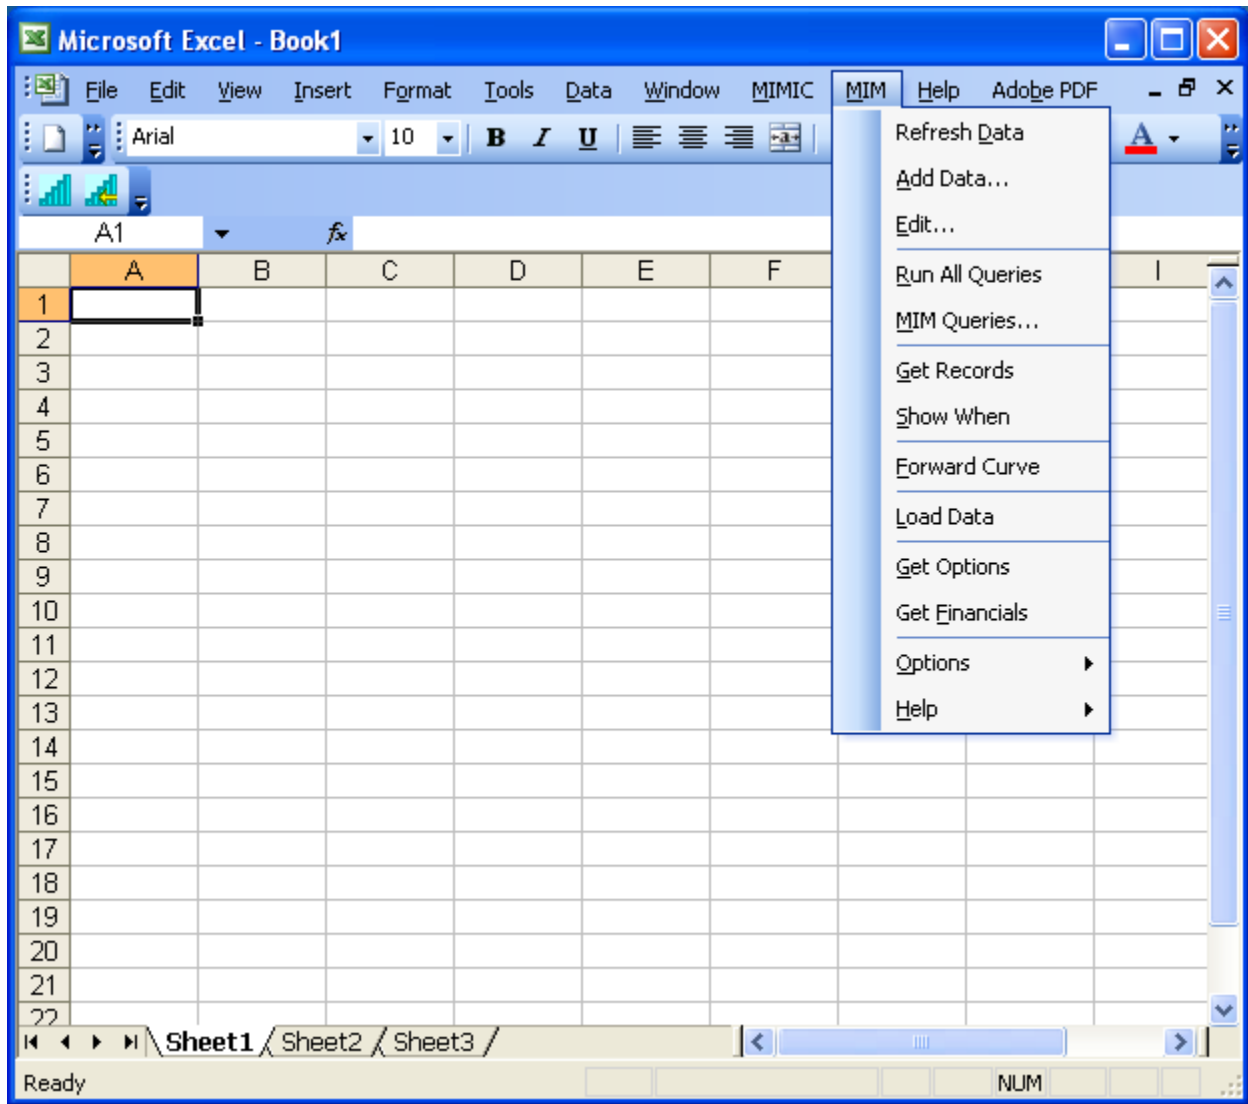 Microsoft Excel - Book1
File Edit View Insert Format Tools Data Window MIMIC MIM Help Adobe PDF
Arial 10 B I U a A
A1 fx
A B C D E F I
1
2
3
4
5
6
7
8
9
10
11
12
13
14
15
16
17
18
19
20
21
22
Refresh Data
Add Data...
Edit...
Run All Queries
MIM Queries...
Get Records
Show When
Forward Curve
Load Data
Get Options
Get Financials
Options
Help
Sheet1 Sheet2 Sheet3
Ready NUM